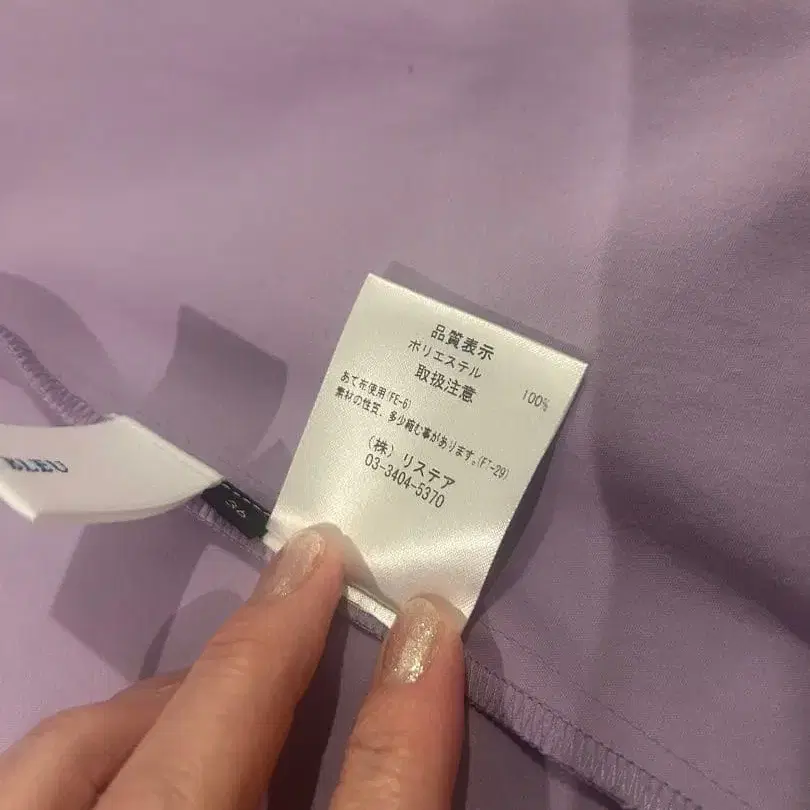 品質表示
ポリエステル 100%
取扱注意
あて布使用(FE-6)
素材の性質、多少縮む事があります。(FT-29)
(株) リステア
03-3404-5370
BLEU
36